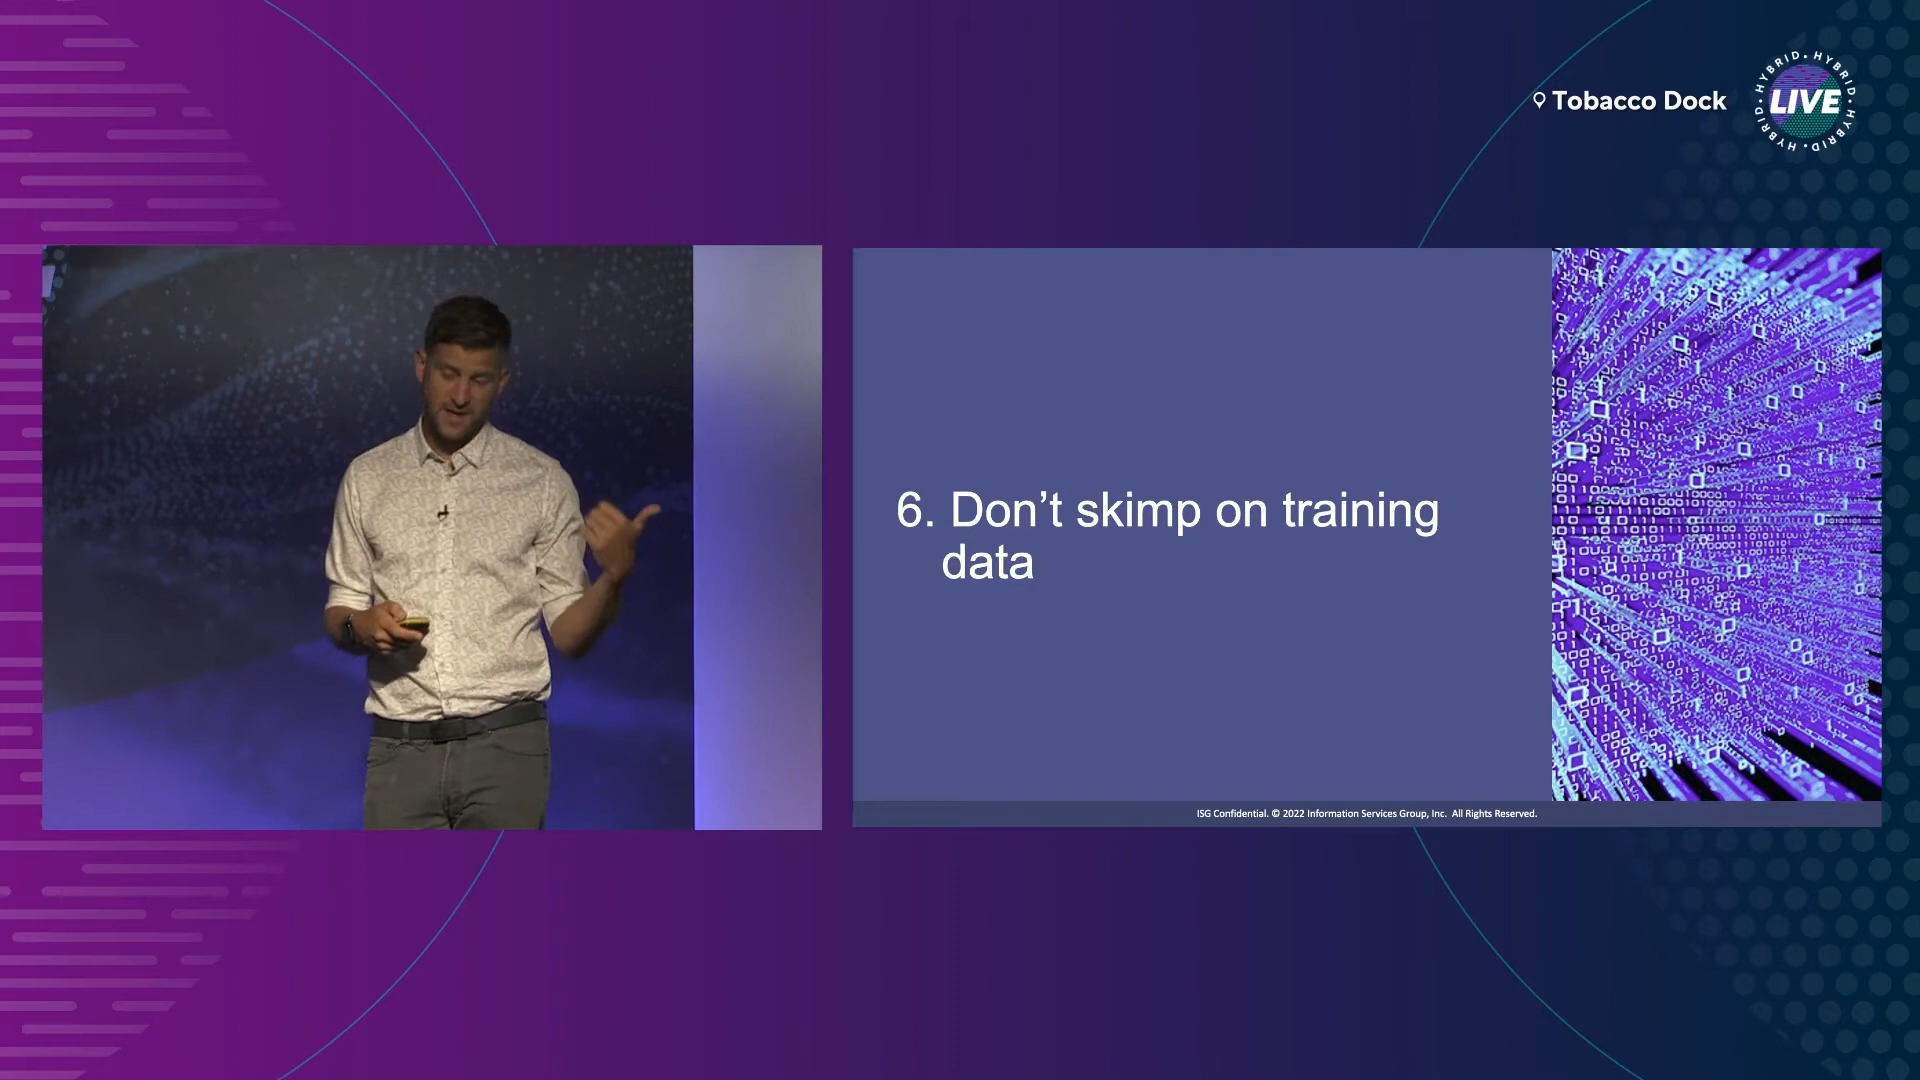 Tobacco Dock
HYBRID • HYBRID • HYBRID • HYBRID •
LIVE
6. Don’t skimp on training
data
ISG Confidential. © 2022 Information Services Group, Inc. All Rights Reserved.